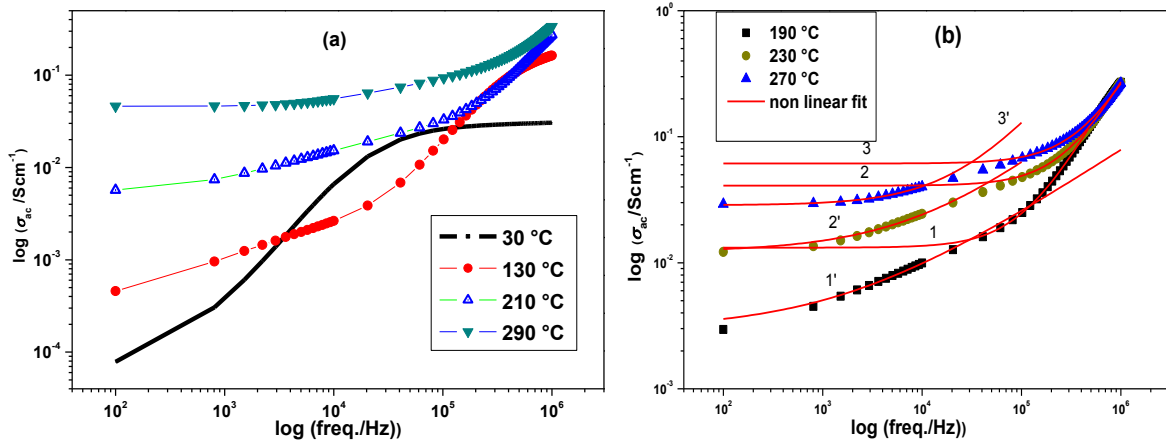 (a)
log (σac/Scm⁻¹)
10⁻¹
10⁻²
10⁻³
10⁻⁴
30 °C
130 °C
210 °C
290 °C
10² 10³ 10⁴ 10⁵ 10⁶
log (freq./Hz))
(b)
log (σac/Scm⁻¹)
10⁰
10⁻¹
10⁻²
10⁻³
190 °C
230 °C
270 °C
non linear fit
3'
3
2
2'
1
1'
10² 10³ 10⁴ 10⁵ 10⁶
log (freq./Hz))